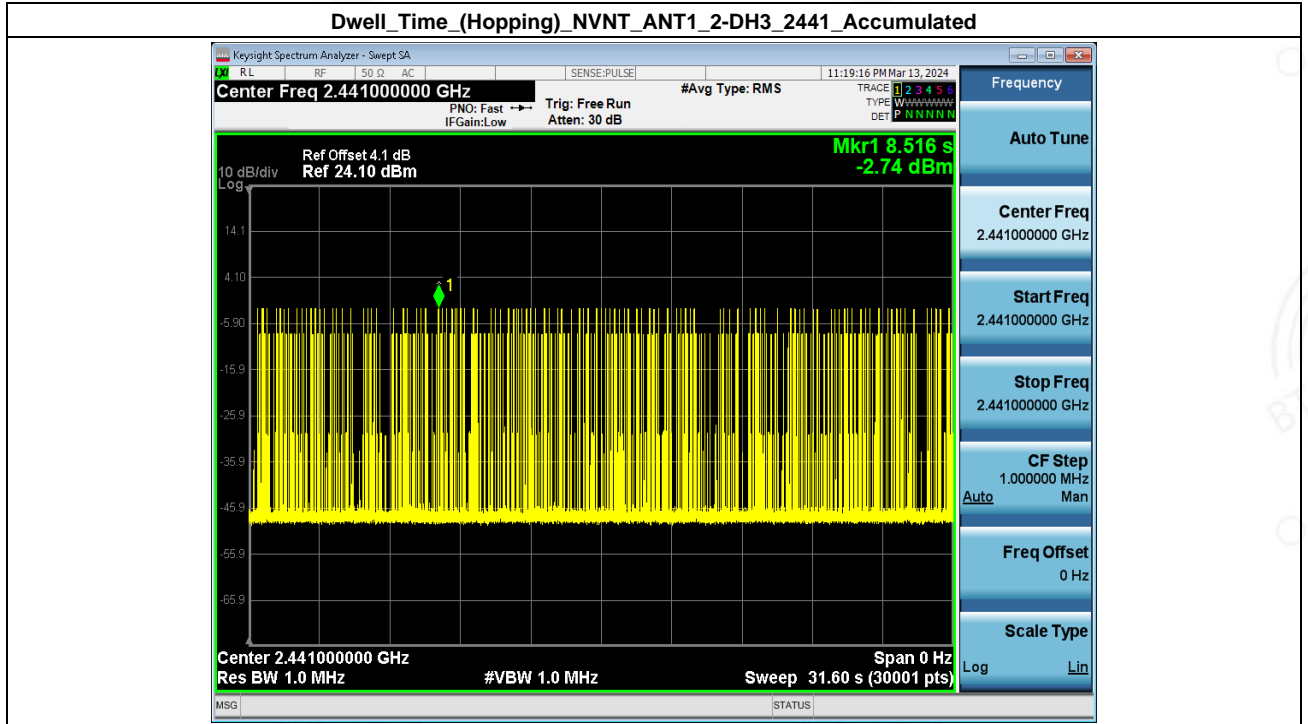 Dwell_Time_(Hopping)_NVNT_ANT1_2-DH3_2441_Accumulated
Keysight Spectrum Analyzer - Swept SA
LXI RL RF 50 Ω AC SENSE:PULSE 11:19:16 PM Mar 13, 2024
Center Freq 2.441000000 GHz #Avg Type: RMS TRACE 1 2 3 4 5 6
PNO: Fast Trig: Free Run TYPE WWWWWW
IFGain:Low Atten: 30 dB DET P N N N N N
Mkr1 8.516 s
Ref Offset 4.1 dB
-2.74 dBm
10 dB/div Ref 24.10 dBm
Log
14.1
4.10
1
-5.90
-15.9
-25.9
-35.9
-45.9
-55.9
-65.9
Center 2.441000000 GHz Span 0 Hz
Res BW 1.0 MHz #VBW 1.0 MHz Sweep 31.60 s (30001 pts)
MSG STATUS
Frequency
Auto Tune
Center Freq
2.441000000 GHz
Start Freq
2.441000000 GHz
Stop Freq
2.441000000 GHz
CF Step
1.000000 MHz
Auto Man
Freq Offset
0 Hz
Scale Type
Log Lin